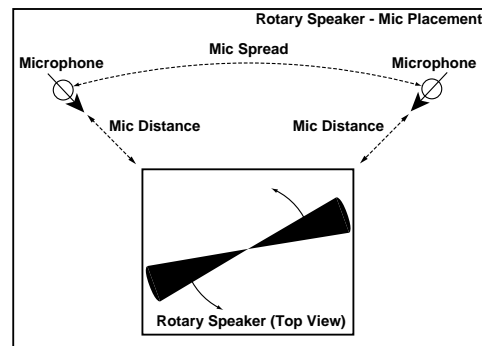 Rotary Speaker - Mic Placement
Mic Spread
Microphone
Microphone
Mic Distance
Mic Distance
Rotary Speaker (Top View)